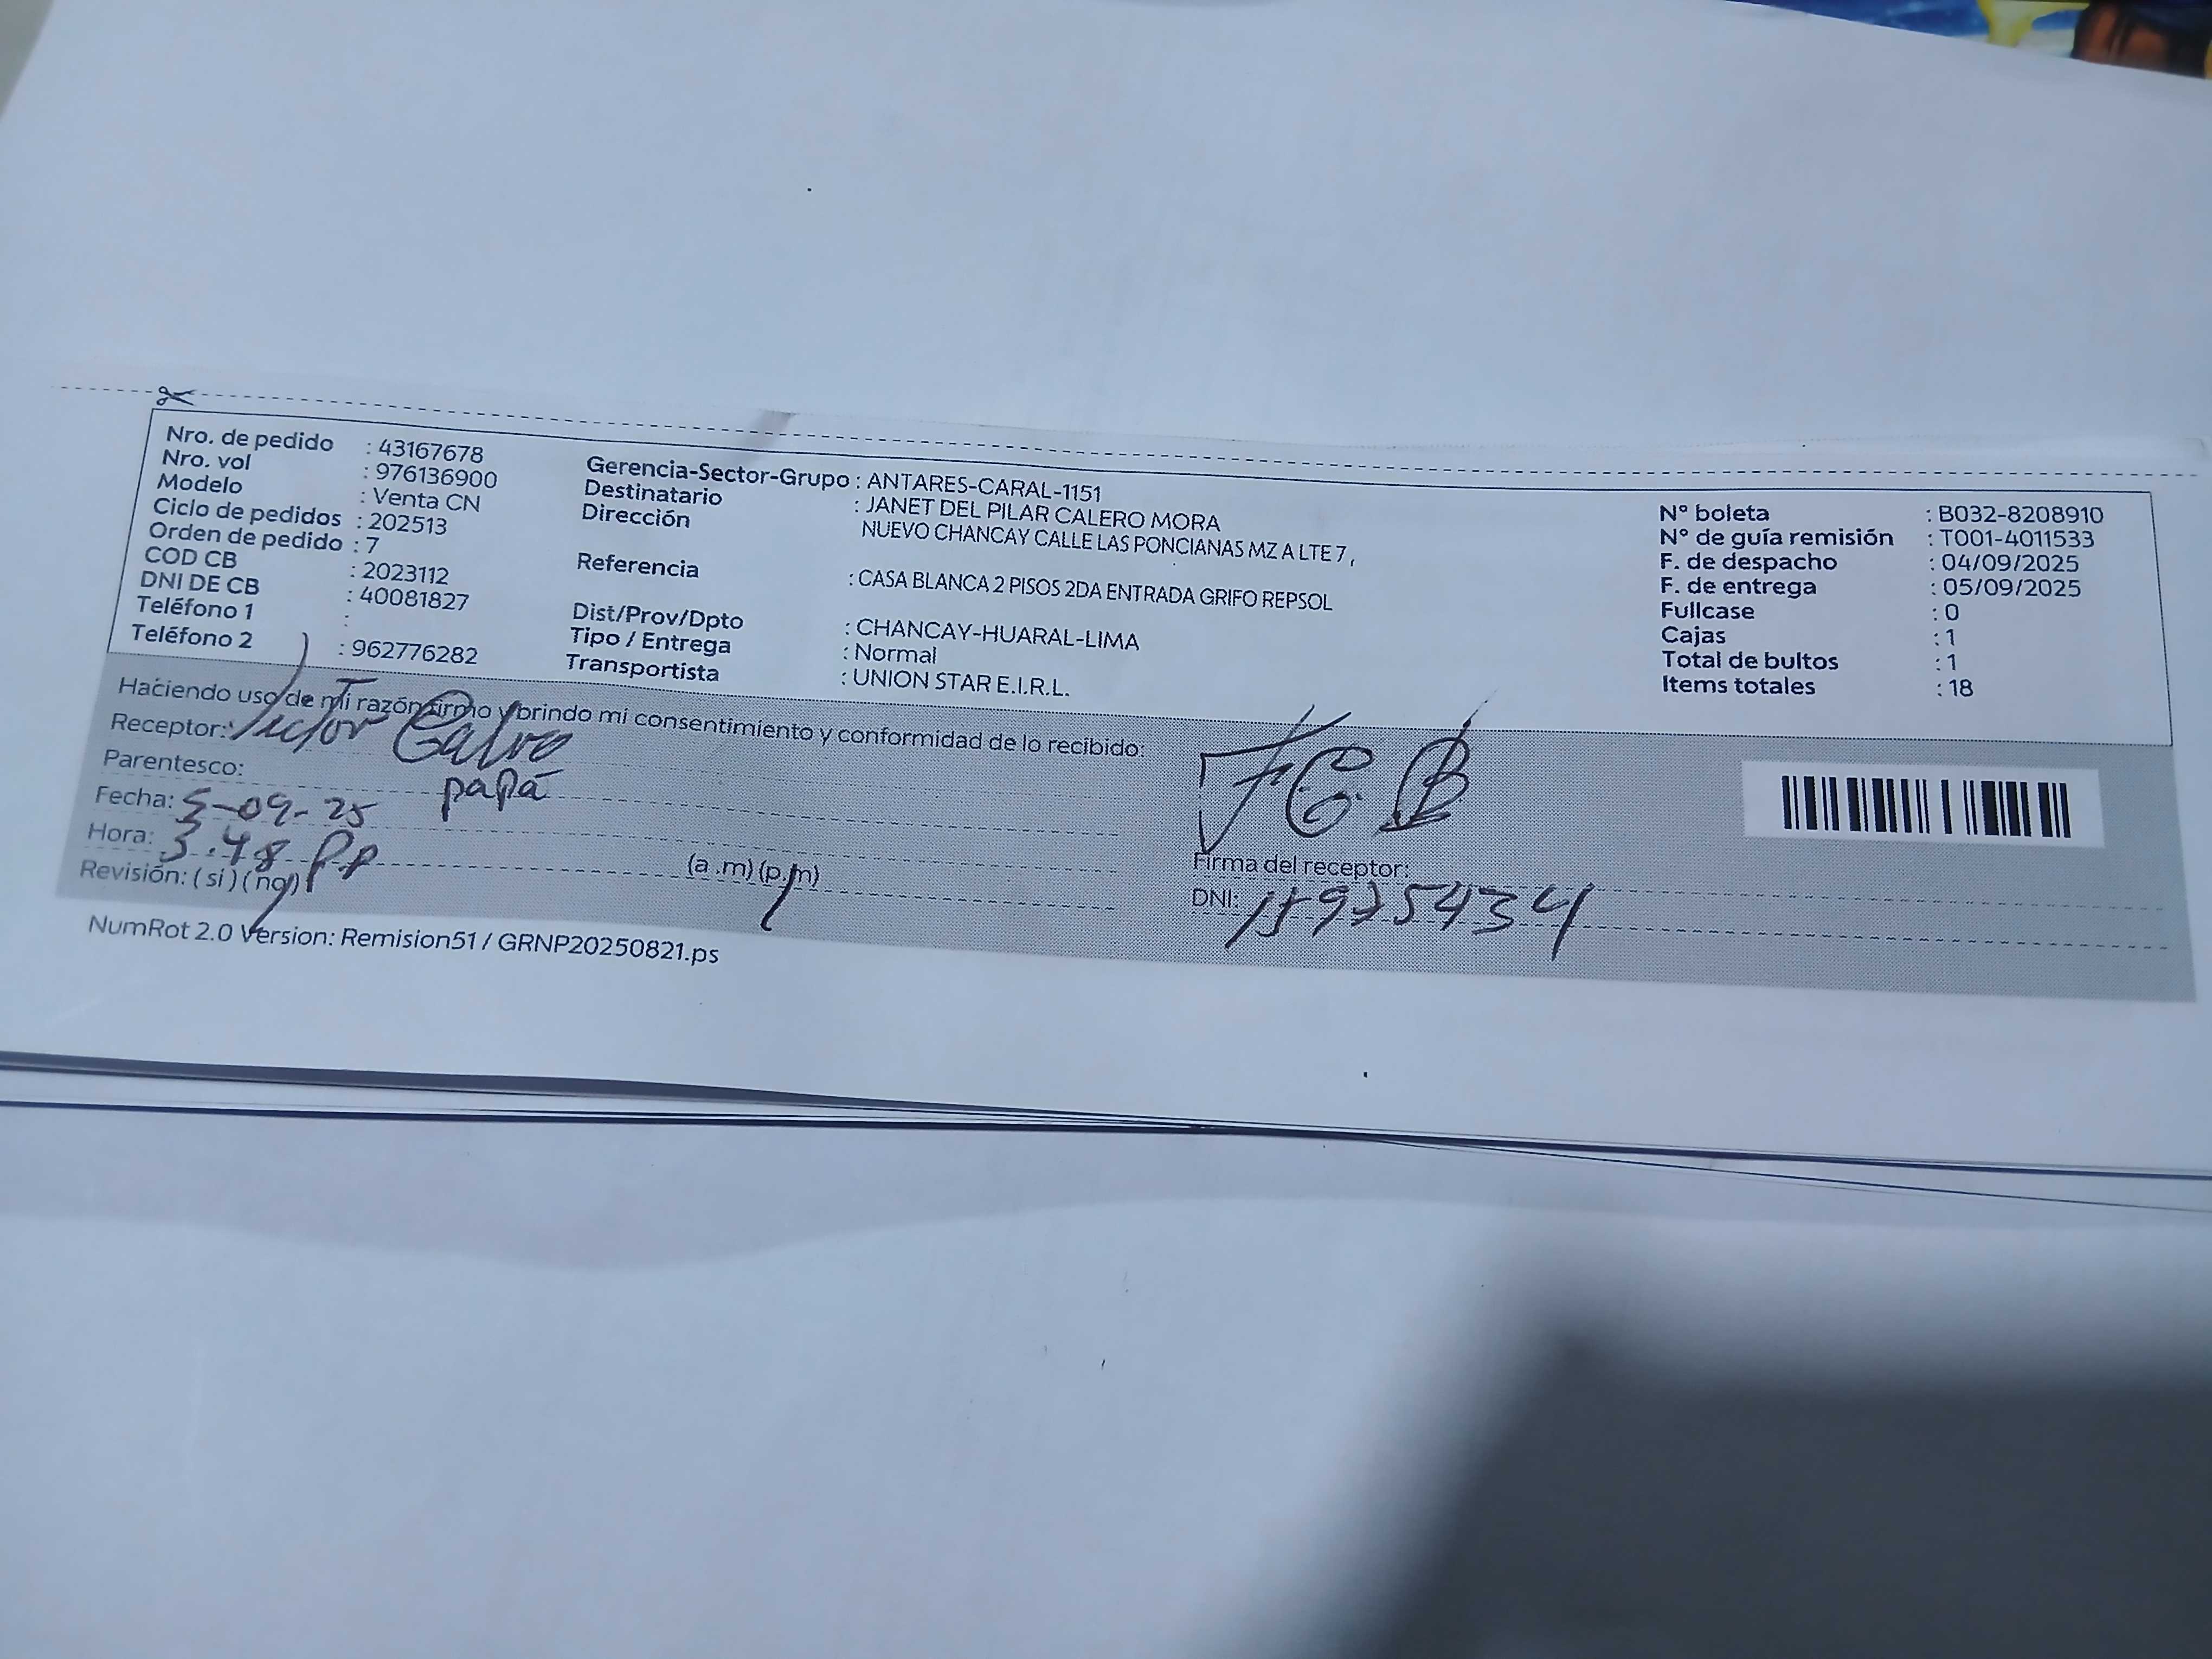 Nro. de pedido : 43167678
Nro. vol : 976136900
Modelo : Venta CN
Ciclo de pedidos : 202513
Orden de pedido : 7
COD CB : 2023112
DNI DE CB : 40081827
Teléfono 1 :
Teléfono 2 : 962776282
Gerencia-Sector-Grupo : ANTARES-CARAL-1151
Destinatario : JANET DEL PILAR CALERO MORA
Dirección NUEVO CHANCAY CALLE LAS PONCIANAS MZ A LTE 7,
Referencia : CASA BLANCA 2 PISOS 2DA ENTRADA GRIFO REPSOL
Dist/Prov/Dpto : CHANCAY-HUARAL-LIMA
Tipo / Entrega : Normal
Transportista : UNION STAR E.I.R.L.
N° boleta : B032-8208910
N° de guía remisión : T001-4011533
F. de despacho : 04/09/2025
F. de entrega : 05/09/2025
Fullcase : 0
Cajas : 1
Total de bultos : 1
Items totales : 18
Haciendo uso de mi razón firmo y brindo mi consentimiento y conformidad de lo recibido:
Receptor: Victor
Parentesco: papá
Fecha: 5-09-25
Hora: 3.48 (a .m) (p.m)
Revisión: ( si ) ( no )
Firma del receptor:
DNI:
NumRot 2.0 Version: Remision51 / GRNP20250821.ps